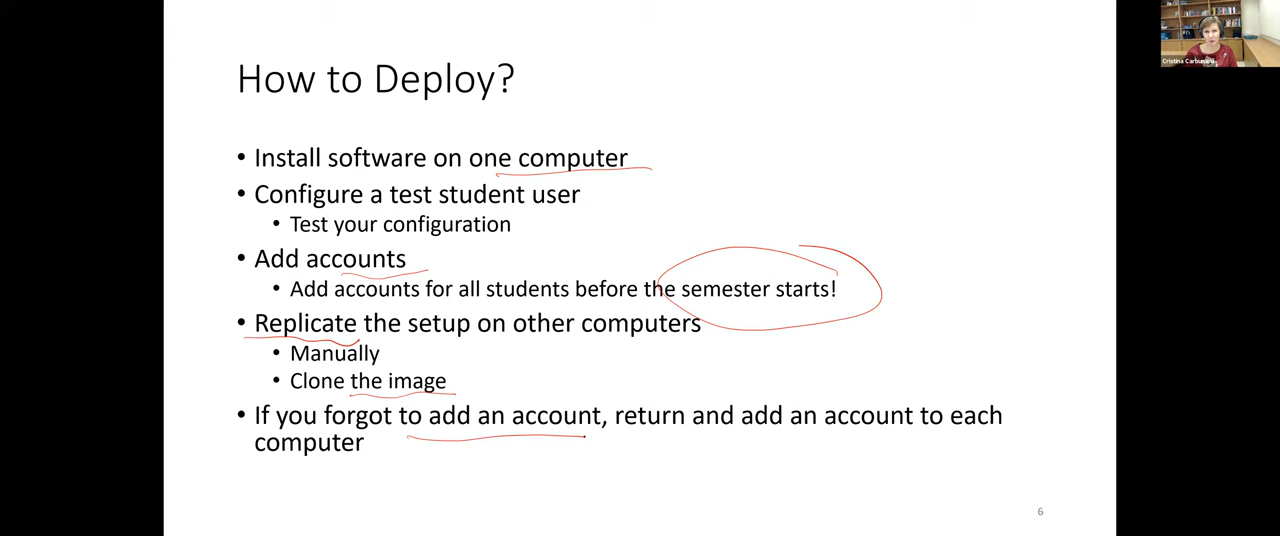 How to Deploy?
• Install software on one computer
• Configure a test student user
• Test your configuration
• Add accounts
• Add accounts for all students before the semester starts!
• Replicate the setup on other computers
• Manually
• Clone the image
• If you forgot to add an account, return and add an account to each
computer
6
Cristina Carbunaru